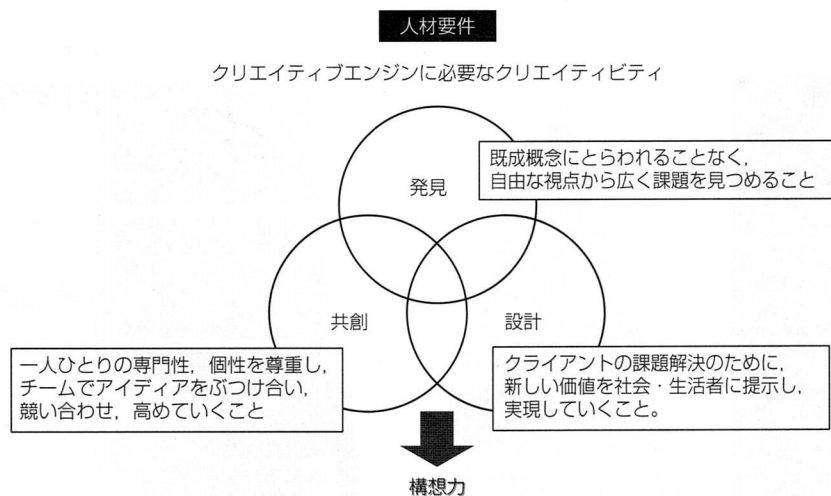 人材要件
クリエイティブエンジンに必要なクリエイティビティ
発見
既成概念にとらわれることなく，
自由な視点から広く課題を見つめること
共創
設計
一人ひとりの専門性，個性を尊重し，
チームでアイディアをぶつけ合い，
競い合わせ，高めていくこと
クライアントの課題解決のために，
新しい価値を社会・生活者に提示し，
実現していくこと。
構想力